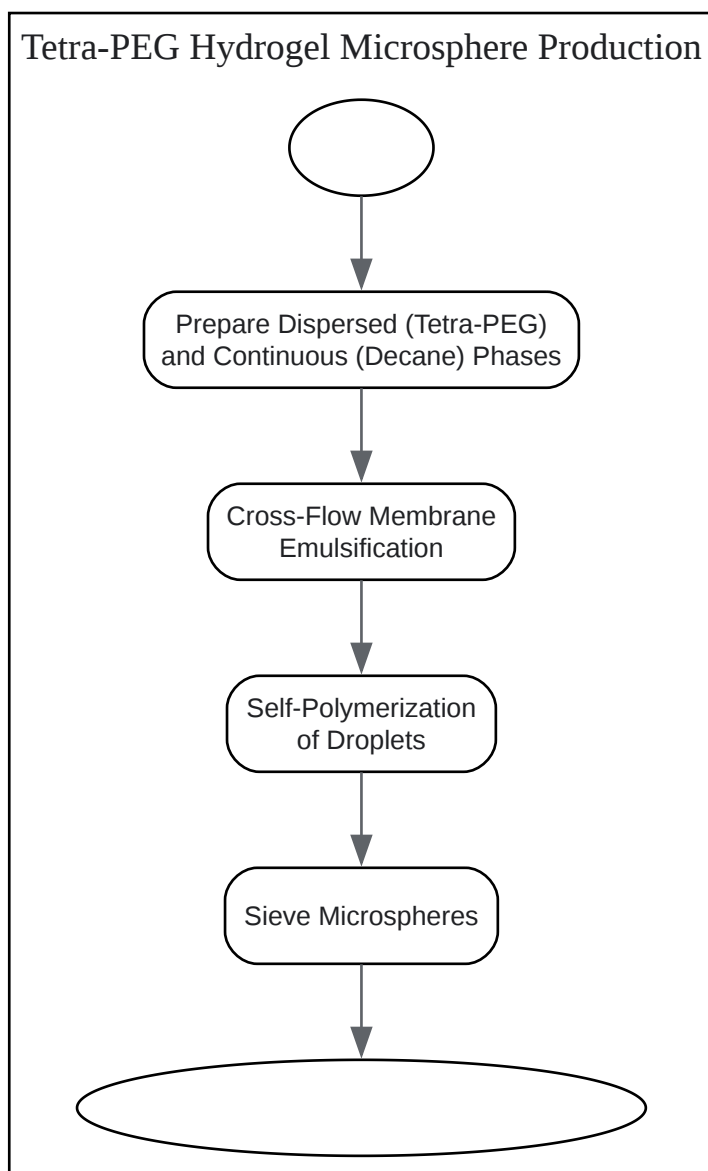 Tetra-PEG Hydrogel Microsphere Production
Prepare Dispersed (Tetra-PEG)
and Continuous (Decane) Phases
Cross-Flow Membrane
Emulsification
Self-Polymerization
of Droplets
Sieve Microspheres